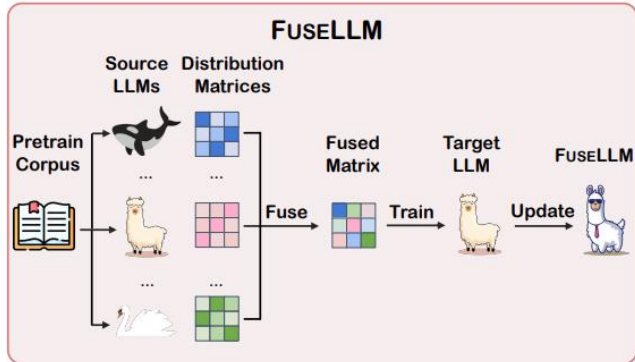 FUSELLM
Source
LLMs
Distribution
Matrices
Pretrain
Corpus
...
...
Fused
Matrix
Target
LLM
FUSELLM
Fuse
Train
Update
...
...